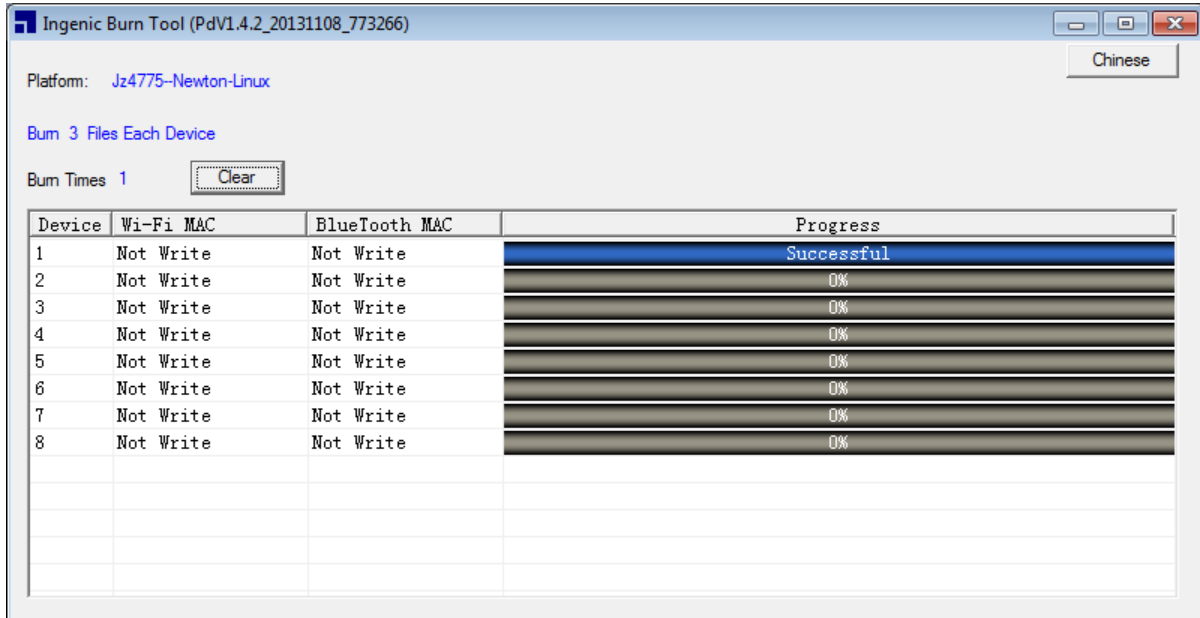 Ingenic Burn Tool (PdV1.4.2_20131108_773266)
Chinese
Platform: Jz4775--Newton-Linux
Burn 3 Files Each Device
Burn Times 1 Clear
Device Wi-Fi MAC BlueTooth MAC Progress
1 Not Write Not Write Successful
2 Not Write Not Write 0%
3 Not Write Not Write 0%
4 Not Write Not Write 0%
5 Not Write Not Write 0%
6 Not Write Not Write 0%
7 Not Write Not Write 0%
8 Not Write Not Write 0%